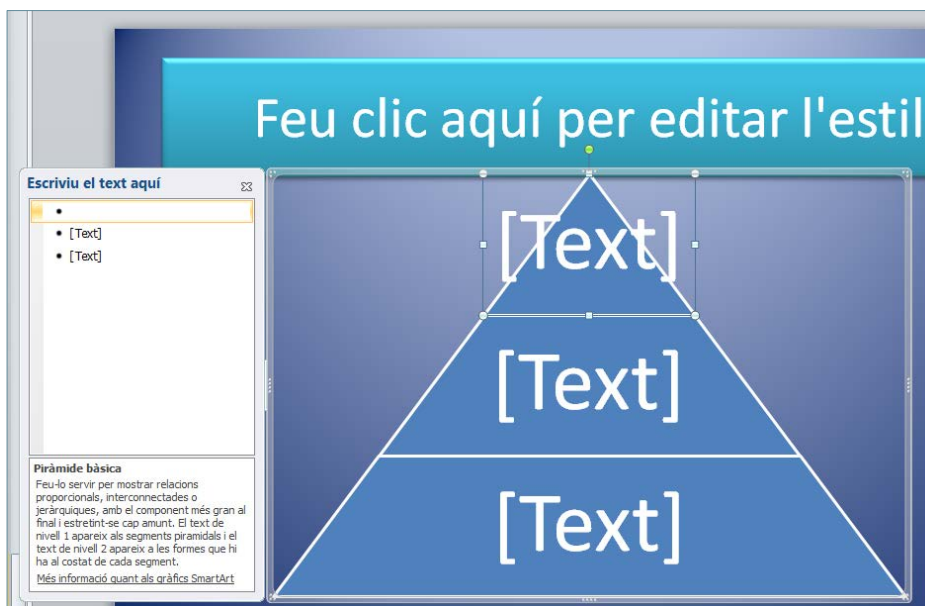 Feu clic aquí per editar l'estil
Escriviu el text aquí
[Text]
[Text]
Piràmide bàsica
Feu-lo servir per mostrar relacions
proporcionals, interconnectades o
jeràrquiques, amb el component més gran al
final i estretint-se cap amunt. El text de
nivell 1 apareix als segments piramidals i el
text de nivell 2 apareix a les formes que hi
ha al costat de cada segment.
Més informació quant als gràfics SmartArt
[Text]
[Text]
[Text]